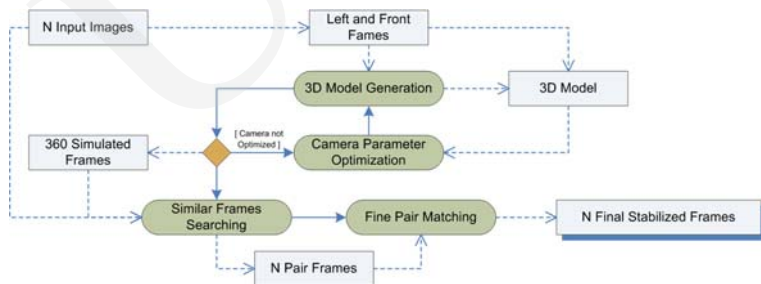 N Input Images
Left and Front
Fames
3D Model Generation
3D Model
[ Camera not
Optimized ]
360 Simulated
Frames
Camera Parameter
Optimization
Similar Frames
Searching
Fine Pair Matching
N Final Stabilized Frames
N Pair Frames